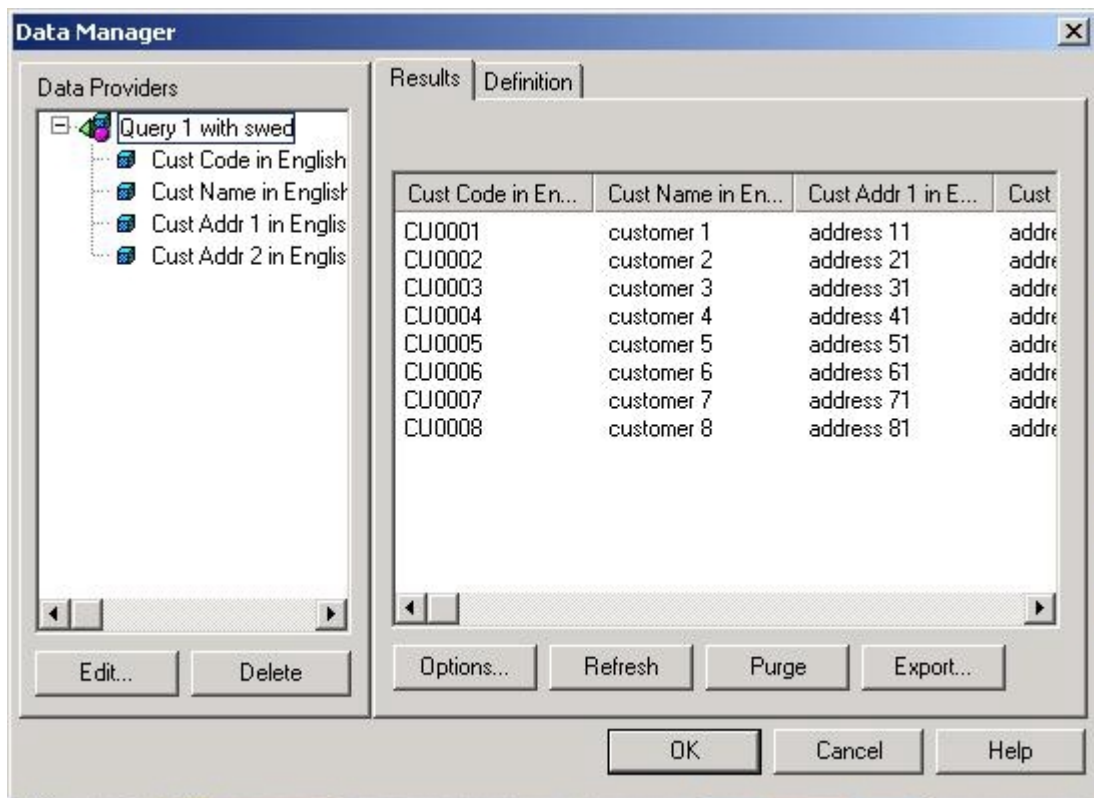 Data Manager
Data Providers
Query 1 with swed
Cust Code in English
Cust Name in English
Cust Addr 1 in Englis
Cust Addr 2 in Englis
Edit...
Delete
Results Definition
Cust Code in En... Cust Name in En... Cust Addr 1 in E... Cust
CU0001 customer 1 address 11 addre
CU0002 customer 2 address 21 addre
CU0003 customer 3 address 31 addre
CU0004 customer 4 address 41 addre
CU0005 customer 5 address 51 addre
CU0006 customer 6 address 61 addre
CU0007 customer 7 address 71 addre
CU0008 customer 8 address 81 addre
Options... Refresh Purge Export...
OK Cancel Help